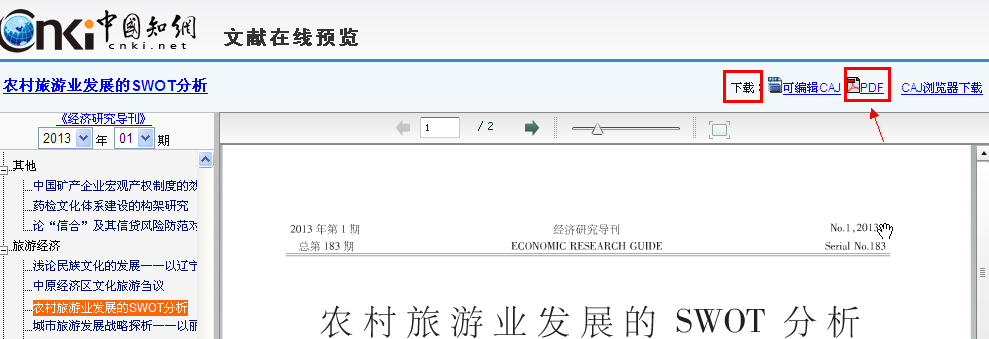 Cnki中國知網
cnki.net
文献在线预览
农村旅游业发展的SWOT分析
下载：
可编辑CAJ
PDF
CAJ浏览器下载
《经济研究导刊》
2013 年 01 期
1 / 2
其他
中国矿产企业宏观产权制度的效
药检文化体系建设的构架研究
论“信合”及其信贷风险防范对
旅游经济
浅论民族文化的发展一一以辽宁
中原经济区文化旅游刍议
农村旅游业发展的SWOT分析
城市旅游发展战略探析一一以丽
2013 年第 1 期 经济研究导刊 No.1,2013
总第 183 期 ECONOMIC RESEARCH GUIDE Serial No.183
农村旅游业发展的 SWOT 分析